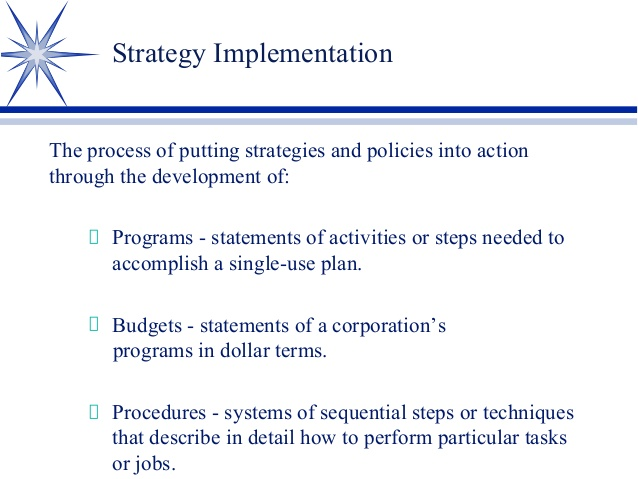 Strategy Implementation
The process of putting strategies and policies into action
through the development of:
Programs - statements of activities or steps needed to
accomplish a single-use plan.
Budgets - statements of a corporation’s
programs in dollar terms.
Procedures - systems of sequential steps or techniques
that describe in detail how to perform particular tasks
or jobs.